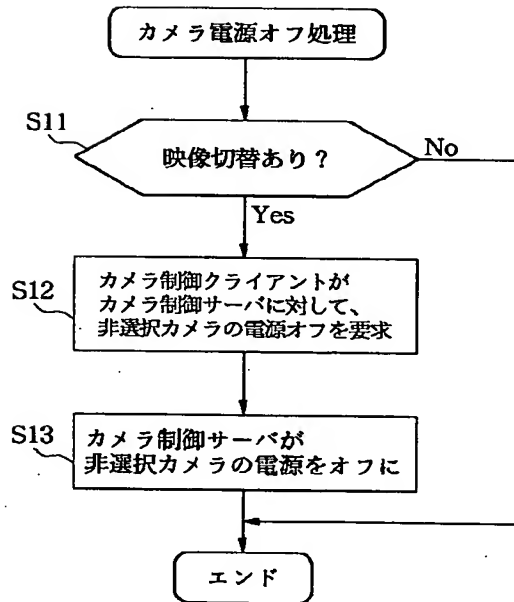 カメラ電源オフ処理
S11
映像切替あり?
No
Yes
S12
カメラ制御クライアントが
カメラ制御サーバに対して、
非選択カメラの電源オフを要求
S13
カメラ制御サーバが
非選択カメラの電源をオフに
エンド